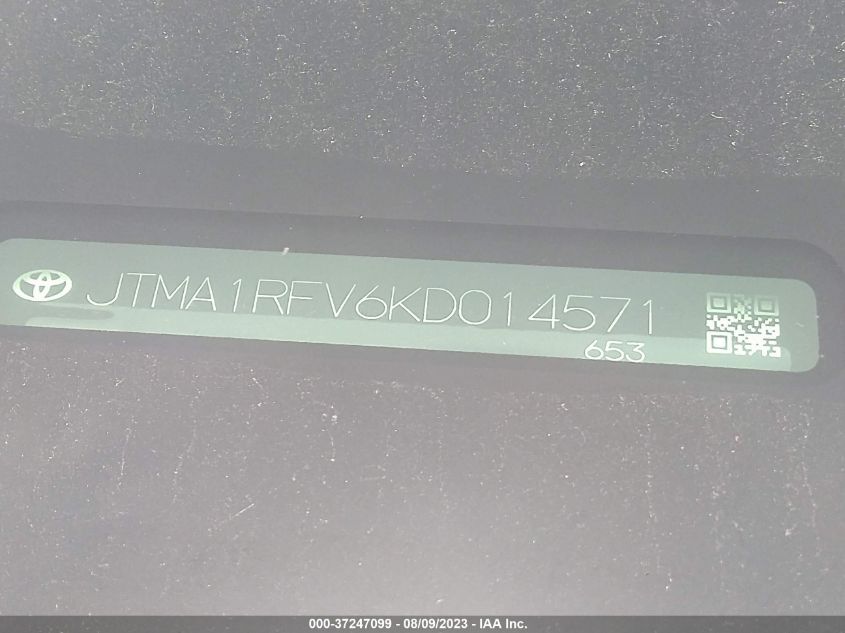 JTMA1RFV6KD014571
653
000-37247099 - 08/09/2023 - IAA Inc.